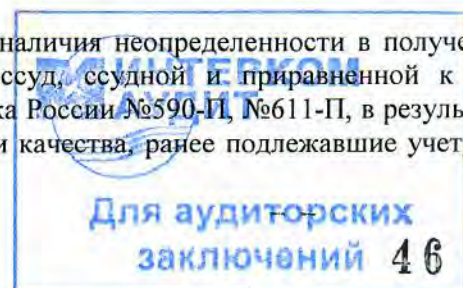 наличия неопределенности в получе
ссуд, ссудной и приравненной к
ИНТЕРКОМ
АУДИТ
ка России №590-П, №611-П, в резуль
и качества, ранее подлежавшие учет
Для аудиторских
заключений 46